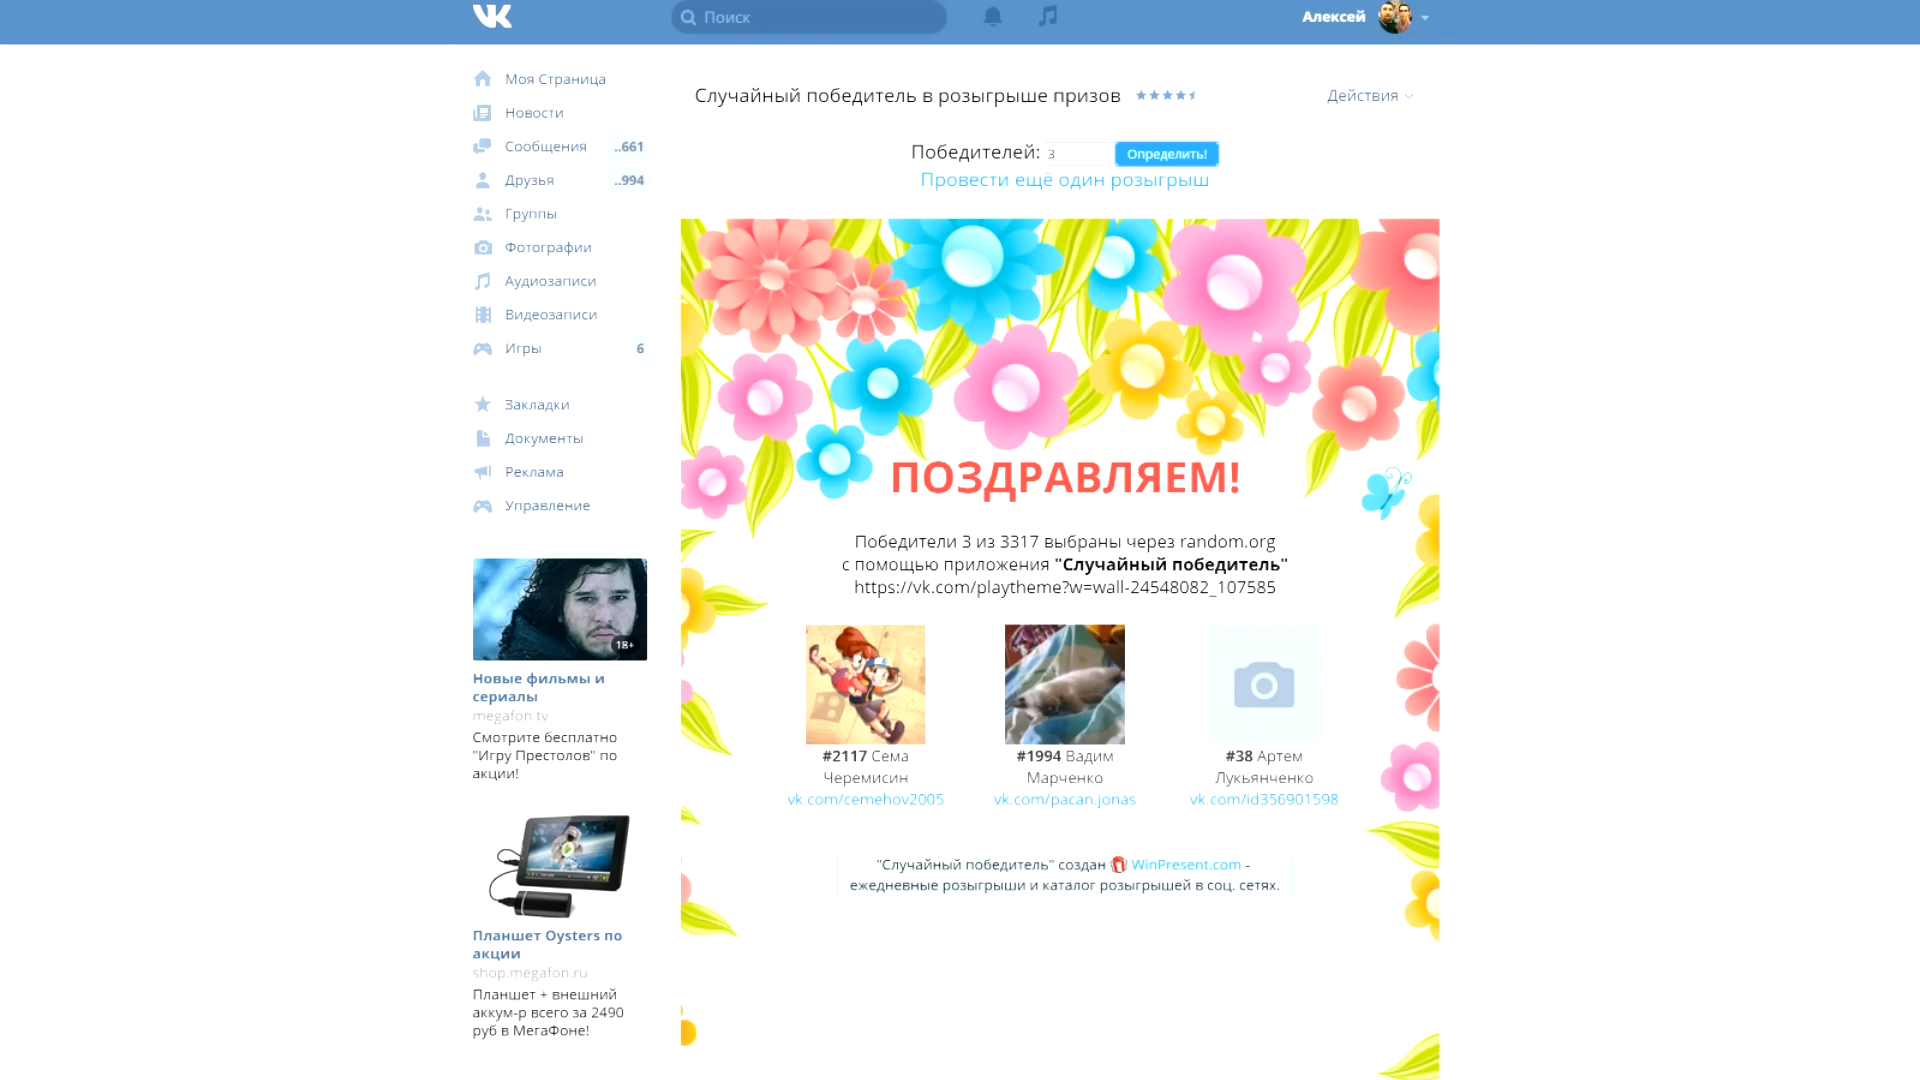 VK
Поиск
Алексей
Моя Страница
Новости
Сообщения ..661
Друзья ..994
Группы
Фотографии
Аудиозаписи
Видеозаписи
Игры 6
Закладки
Документы
Реклама
Управление
18+
Новые фильмы и
сериалы
megafon.tv
Смотрите бесплатно
"Игру Престолов" по
акции!
Планшет Oysters по
акции
shop.megafon.ru
Планшет + внешний
аккум-р всего за 2490
руб в МегаФоне!
Случайный победитель в розыгрыше призов
Действия
Победителей: 3 Определить!
Провести ещё один розыгрыш
ПОЗДРАВЛЯЕМ!
Победители 3 из 3317 выбраны через random.org
с помощью приложения "Случайный победитель"
https://vk.com/playtheme?w=wall-24548082_107585
#2117 Сема
Черемисин
vk.com/cemehov2005
#1994 Вадим
Марченко
vk.com/pacan.jonas
#38 Артем
Лукьянченко
vk.com/id356901598
"Случайный победитель" создан WinPresent.com -
ежедневные розыгрыши и каталог розыгрышей в соц. сетях.